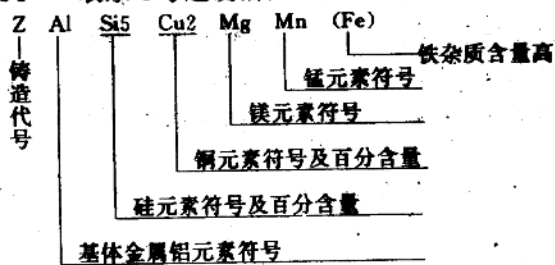 Z Al Si5 Cu2 Mg Mn (Fe)
铸造代号
铁杂质含量高
锰元素符号
镁元素符号
铜元素符号及百分含量
硅元素符号及百分含量
基体金属铝元素符号